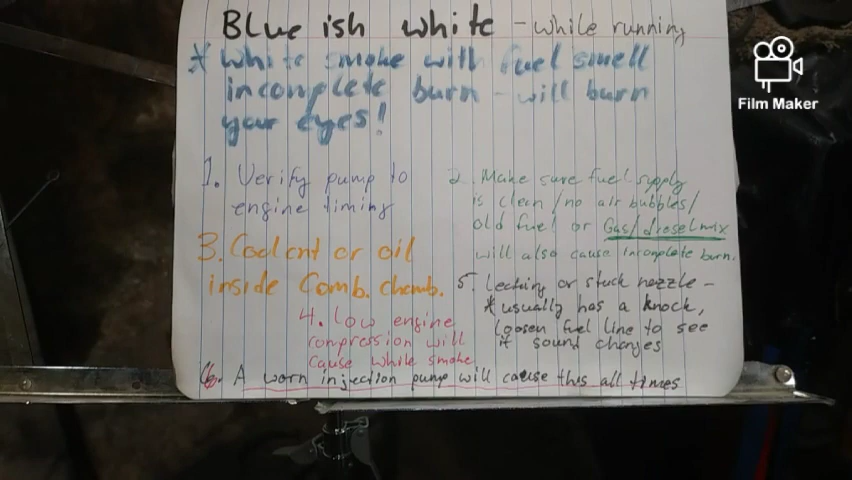 Blue ish white - while running
* White smoke with fuel smell
incomplete burn - will burn
your eyes!
Film Maker
1. Verify pump to
engine timing
2. Make sure fuel supply
is clean/no air bubbles/
old fuel or Gas/diesel mix
will also cause incomplete burn.
3. Coolant or oil
inside Comb. chamb.
4. Low engine
compression will
cause white smoke
5. Leaking or stuck nozzle -
* usually has a knock,
loosen fuel line to see
if sound changes
6. A worn injection pump will cause this all times